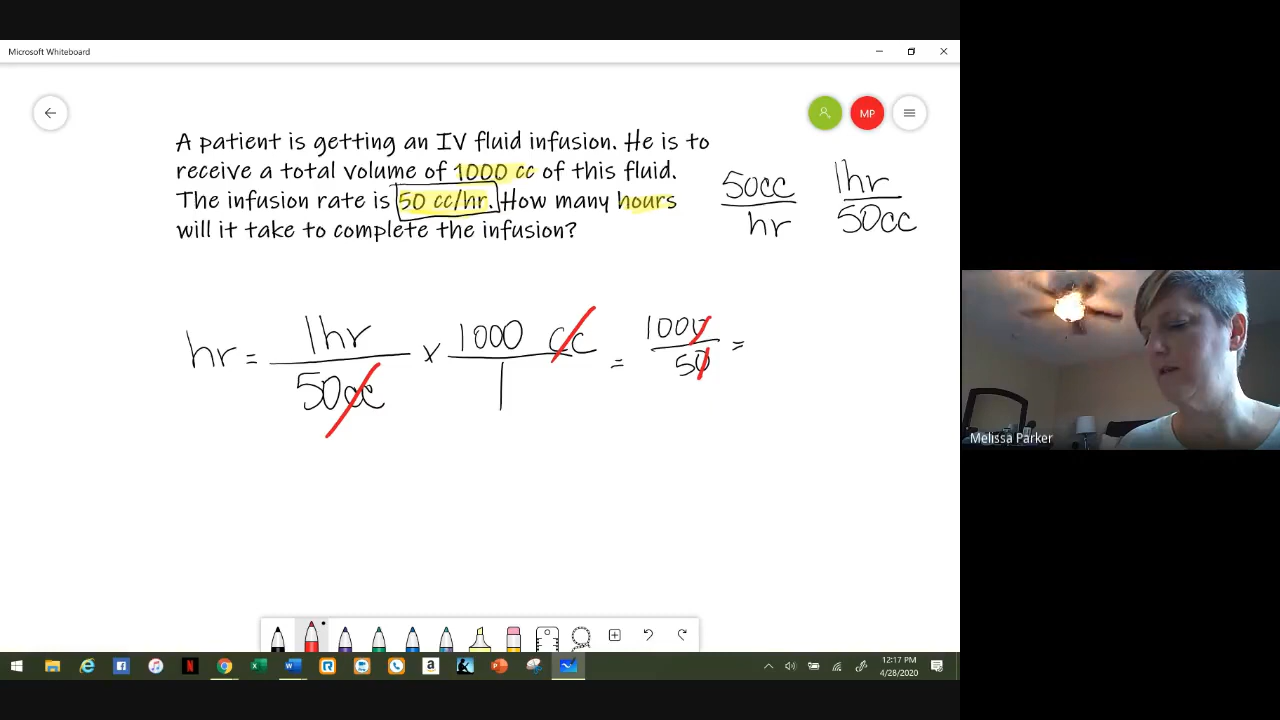 Microsoft Whiteboard
MP
A patient is getting an IV fluid infusion. He is to
receive a total volume of 1000 cc of this fluid.
The infusion rate is 50 cc/hr. How many hours
will it take to complete the infusion?
50cc
hr
1hr
50cc
hr = 1hr / 50cc x 1000 cc / 1 = 1000 / 50 =
Melissa Parker
12:17 PM
4/28/2020